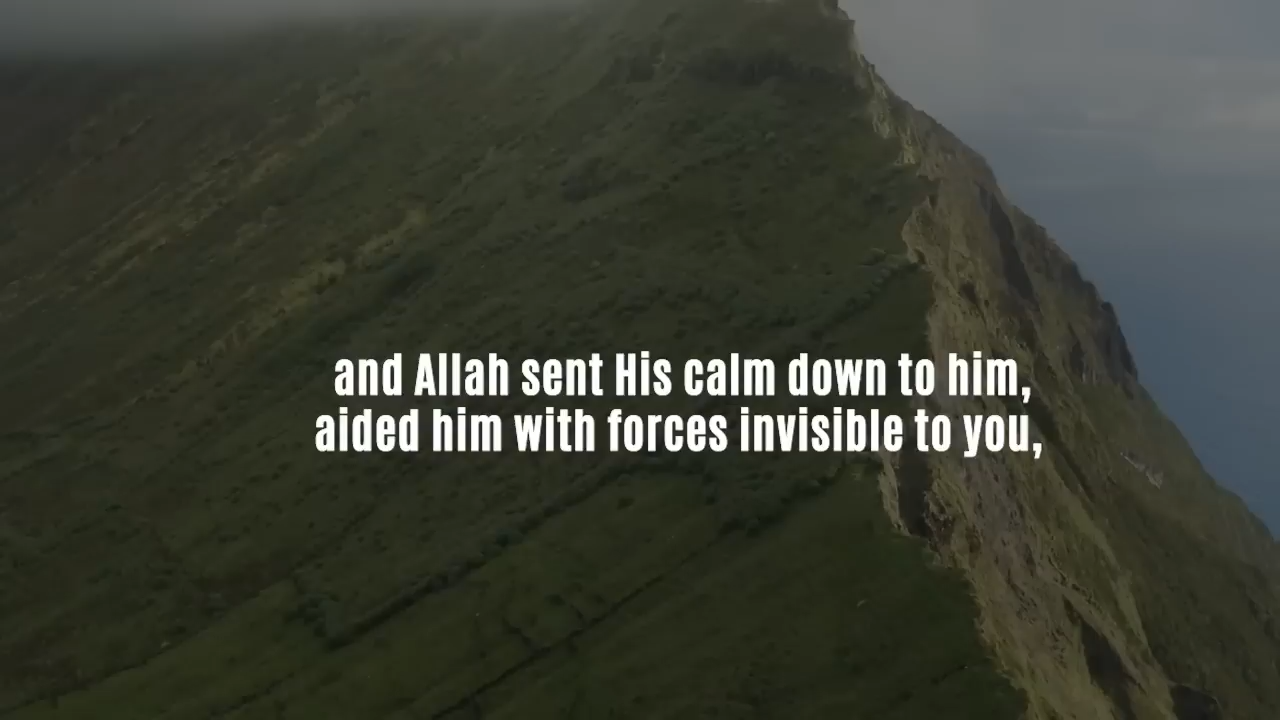 and Allah sent His calm down to him,
aided him with forces invisible to you,